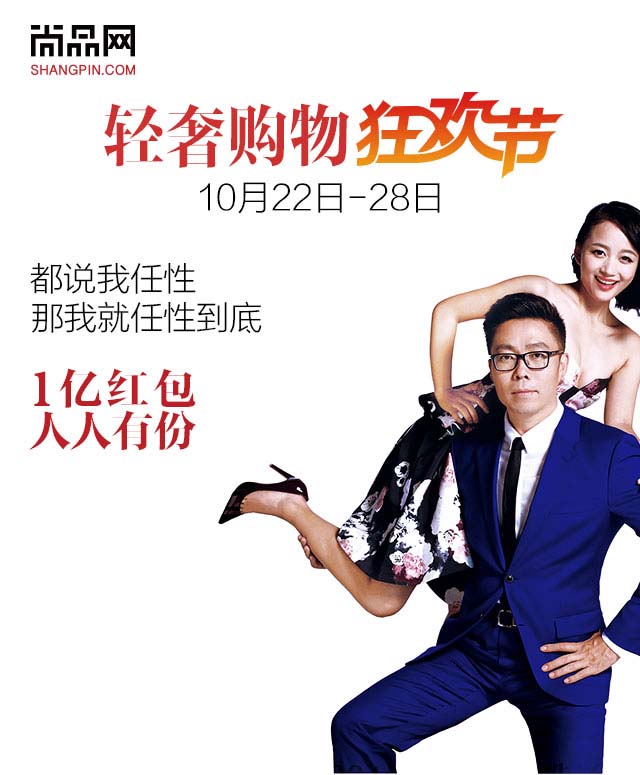 尚品网
SHANGPIN.COM
轻奢购物狂欢节
10月22日-28日
都说我任性
那我就任性到底
1亿红包
人人有份